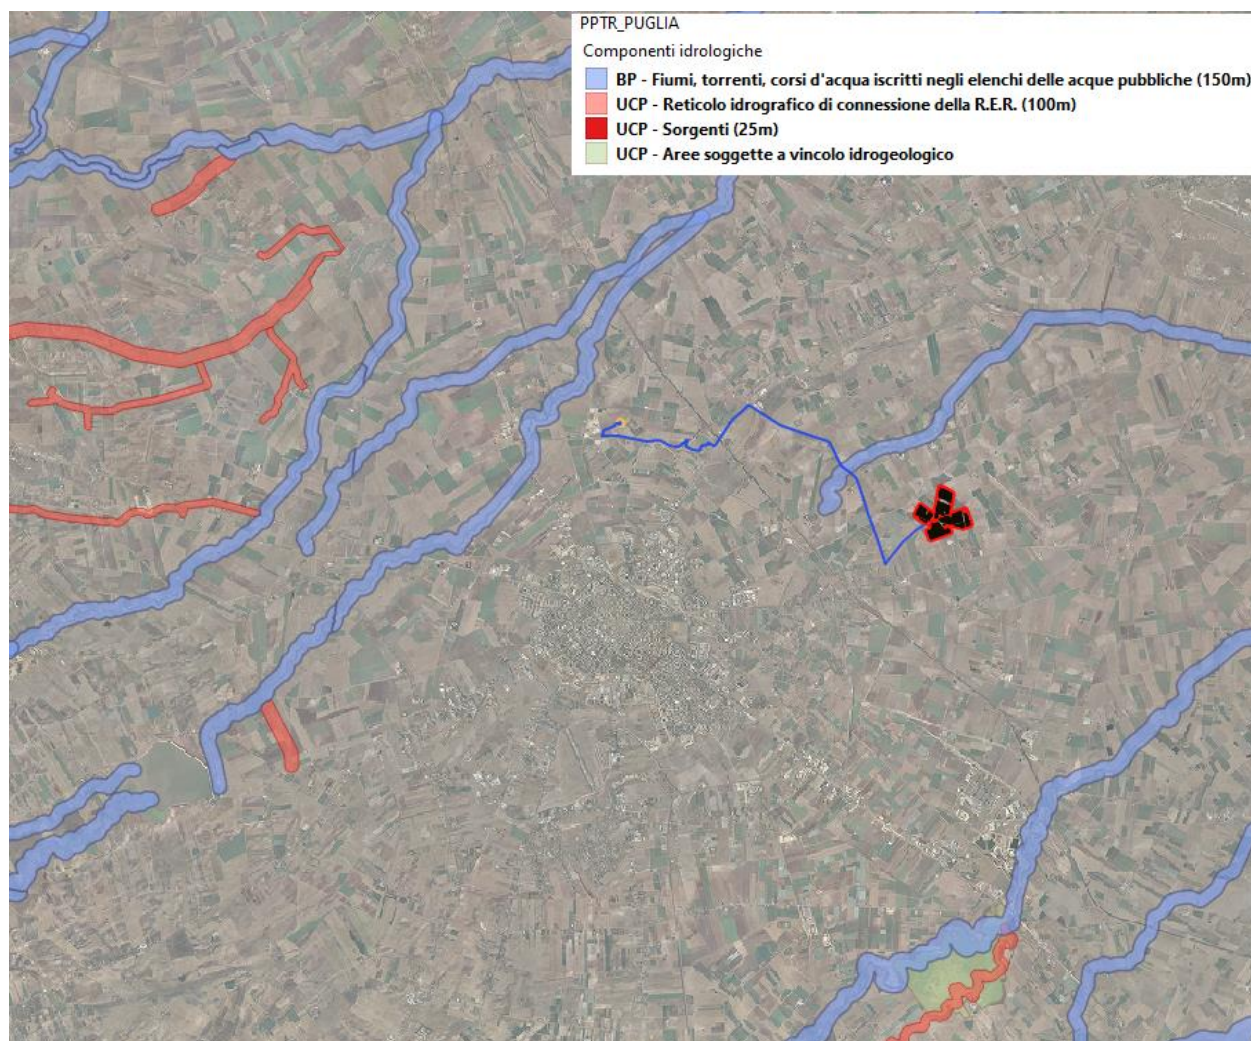 PPTR_PUGLIA
Componenti idrologiche
BP - Fiumi, torrenti, corsi d'acqua iscritti negli elenchi delle acque pubbliche (150m)
UCP - Reticolo idrografico di connessione della R.E.R. (100m)
UCP - Sorgenti (25m)
UCP - Aree soggette a vincolo idrogeologico